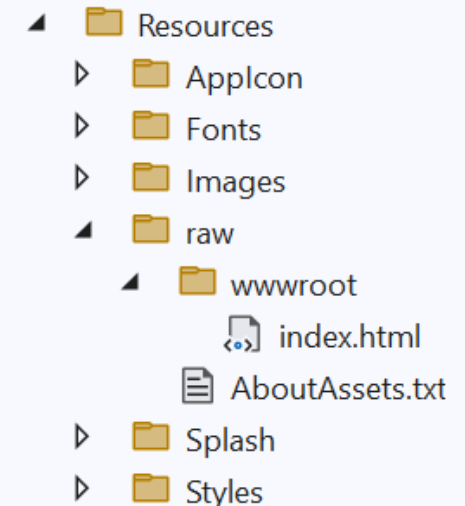 Resources
AppIcon
Fonts
Images
raw
wwwroot
index.html
AboutAssets.txt
Splash
Styles